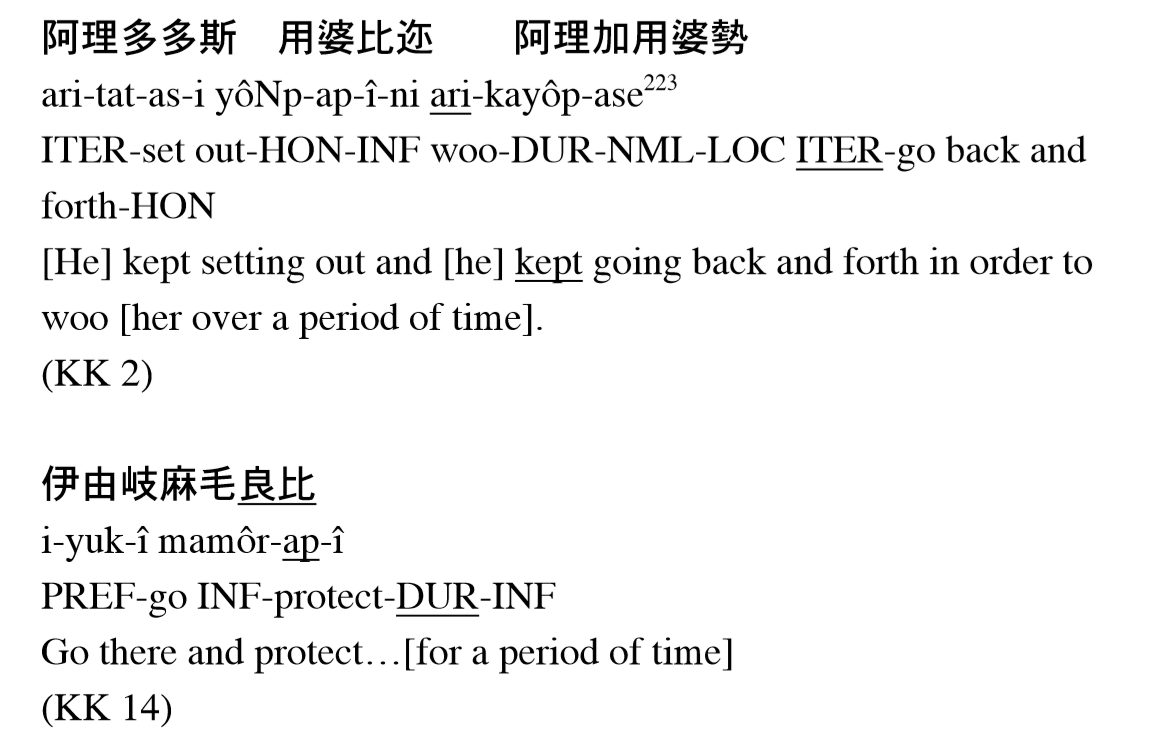 阿理多多斯　用婆比迩　　阿理加用婆勢
ari-tat-as-i yôNp-ap-î-ni ari-kayôp-ase223
ITER-set out-HON-INF woo-DUR-NML-LOC ITER-go back and
forth-HON
[He] kept setting out and [he] kept going back and forth in order to
woo [her over a period of time].
(KK 2)
伊由岐麻毛良比
i-yuk-î mamôr-ap-î
PREF-go INF-protect-DUR-INF
Go there and protect…[for a period of time]
(KK 14)